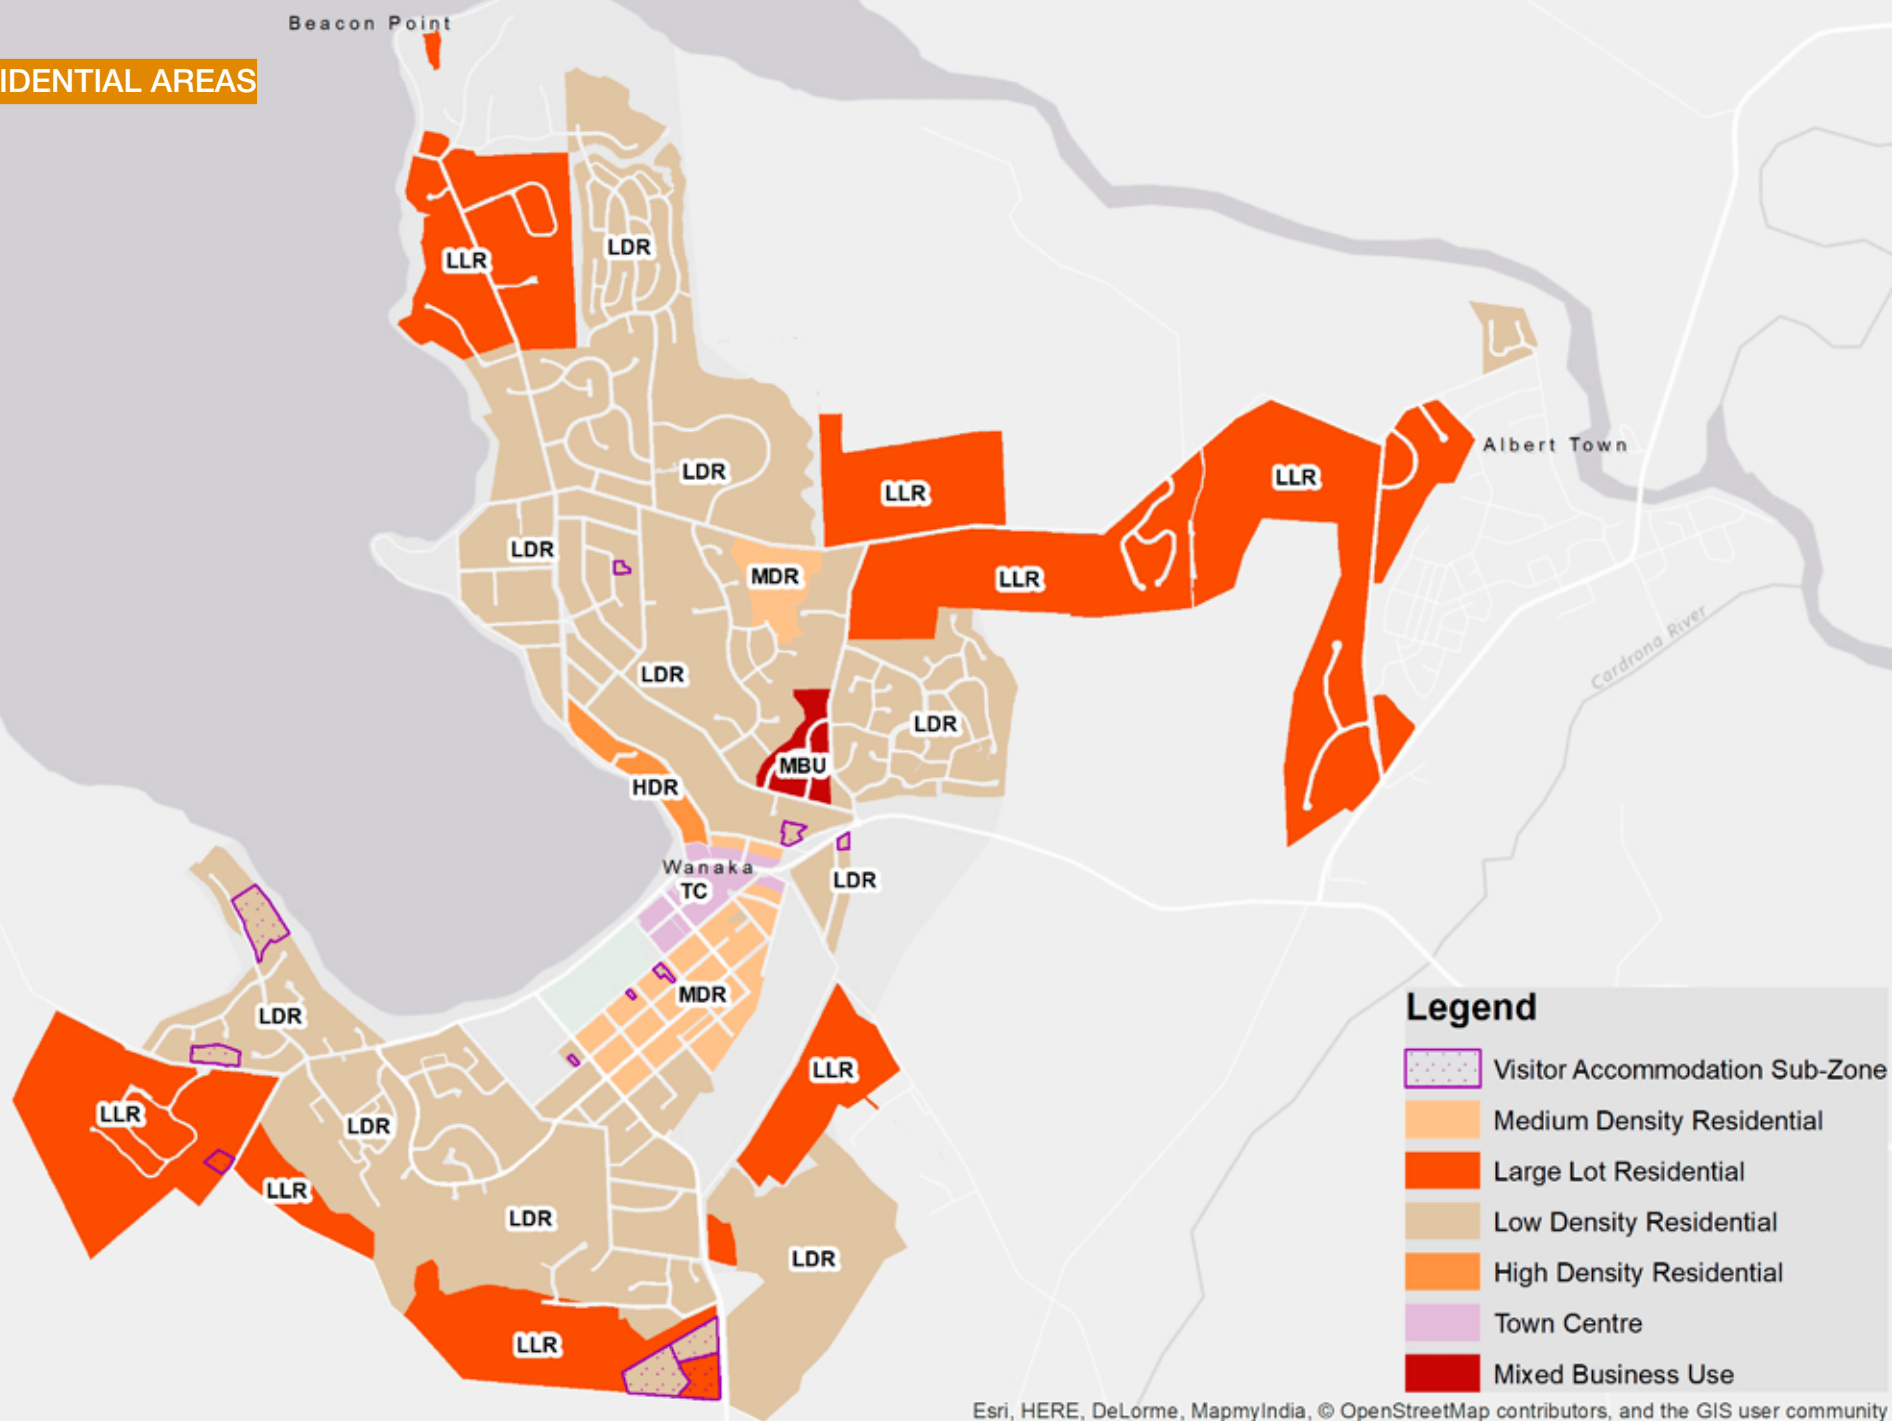 Beacon Point
IDENTIAL AREAS
LDR
LLR
Albert Town
LDR
LLR
LLR
LDR
MDR
LLR
Cardrona River
LDR
LDR
MBU
HDR
Wanaka
TC
LDR
MDR
LDR
LLR
LLR
LDR
LLR
LDR
LDR
LLR
Legend
Visitor Accommodation Sub-Zone
Medium Density Residential
Large Lot Residential
Low Density Residential
High Density Residential
Town Centre
Mixed Business Use
Esri, HERE, DeLorme, MapmyIndia, © OpenStreetMap contributors, and the GIS user community